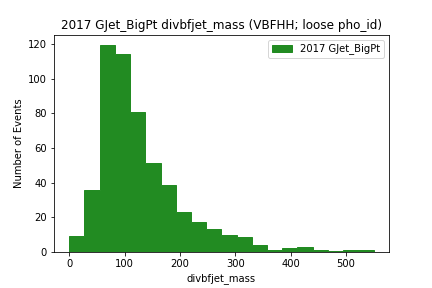 2017 GJet_BigPt divbfjet_mass (VBFHH; loose pho_id)
2017 GJet_BigPt
Number of Events
120
100
80
60
40
20
0
0 100 200 300 400 500
divbfjet_mass